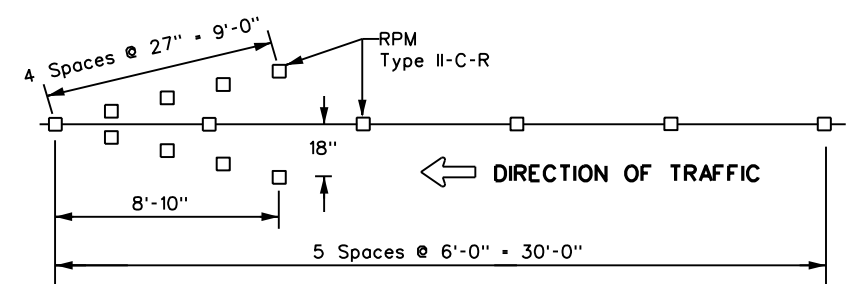 4 Spaces @ 27" = 9'-0"
RPM
Type II-C-R
18"
DIRECTION OF TRAFFIC
8'-10"
5 Spaces @ 6'-0" = 30'-0"